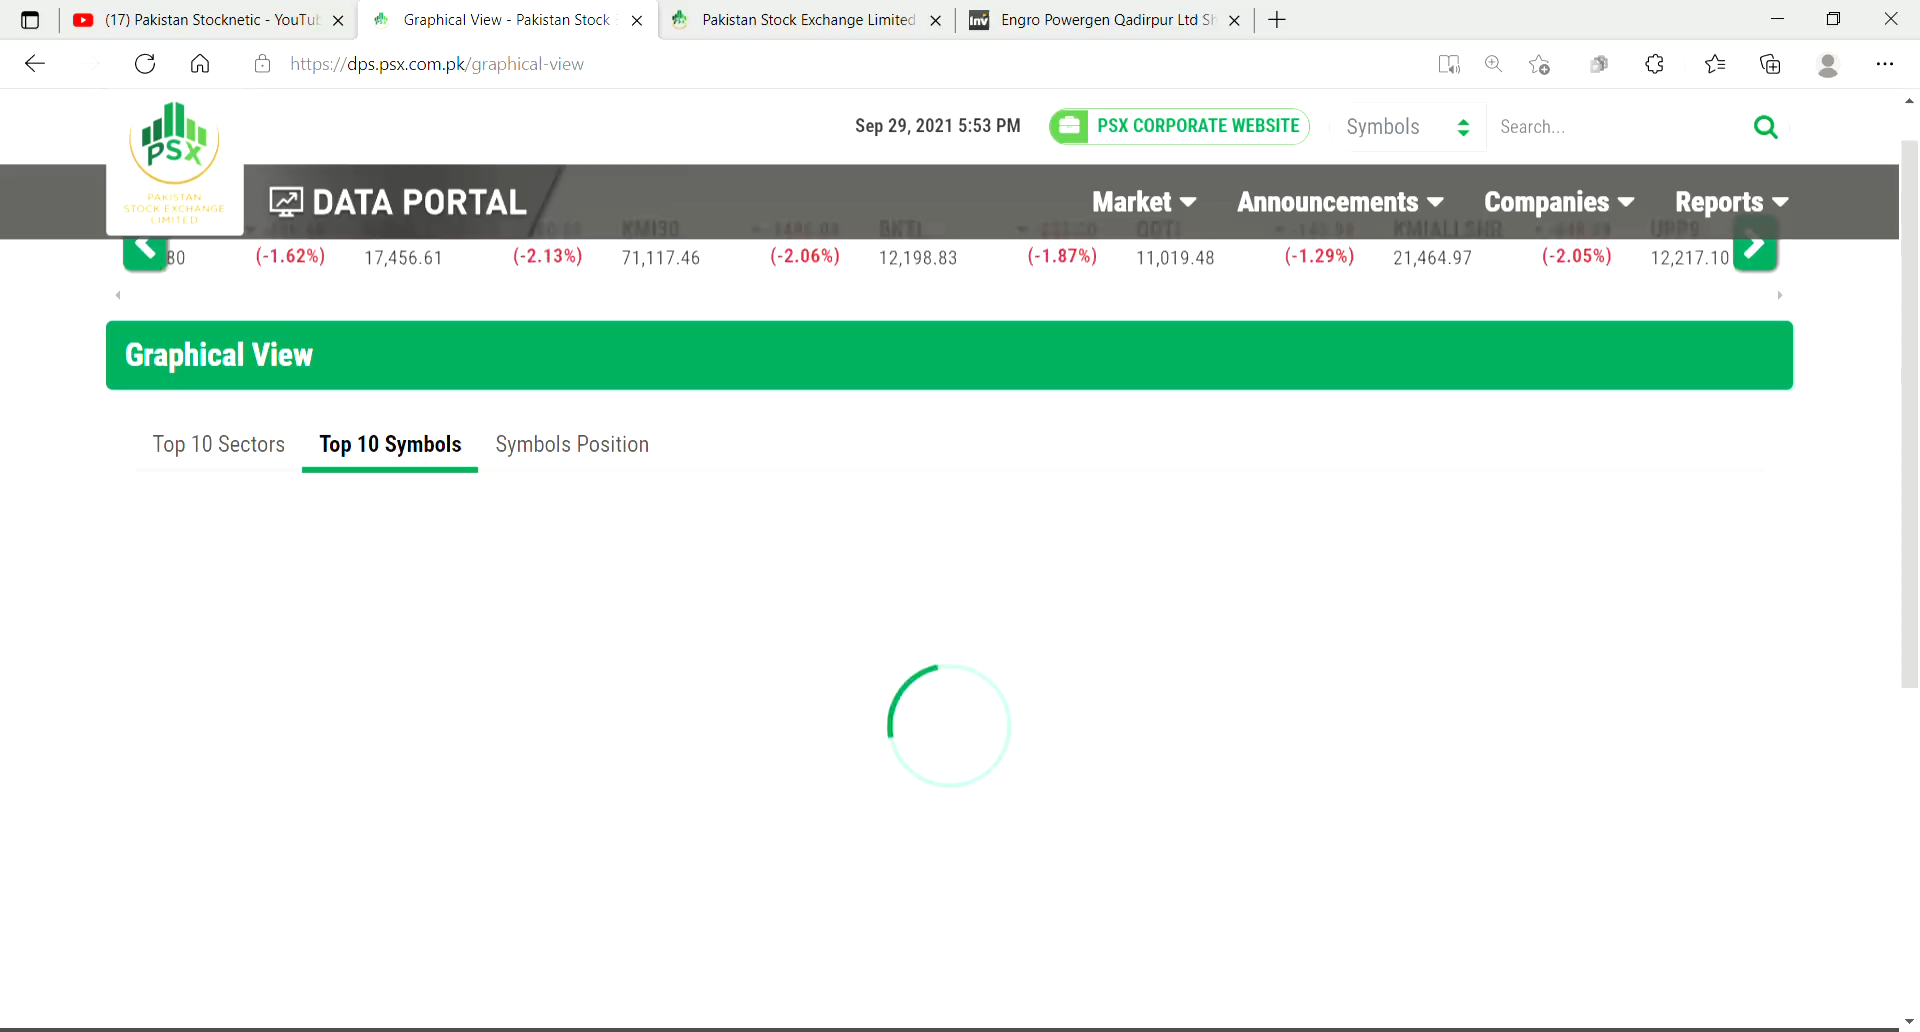 (17) Pakistan Stocknetic - YouTu
Graphical View - Pakistan Stock
Pakistan Stock Exchange Limited
Inv
Engro Powergen Qadirpur Ltd Sh
https://dps.psx.com.pk/graphical-view
PSX
PAKISTAN
STOCK EXCHANGE
LIMITED
Sep 29, 2021 5:53 PM
PSX CORPORATE WEBSITE
Symbols
Search...
DATA PORTAL
Market
Announcements
Companies
Reports
KMI30 BKTI KMIALLSHR UPP9
80 (-1.62%) 17,456.61 (-2.13%) 71,117.46 (-2.06%) 12,198.83 (-1.87%) 11,019.48 (-1.29%) 21,464.97 (-2.05%) 12,217.10
Graphical View
Top 10 Sectors
Top 10 Symbols
Symbols Position